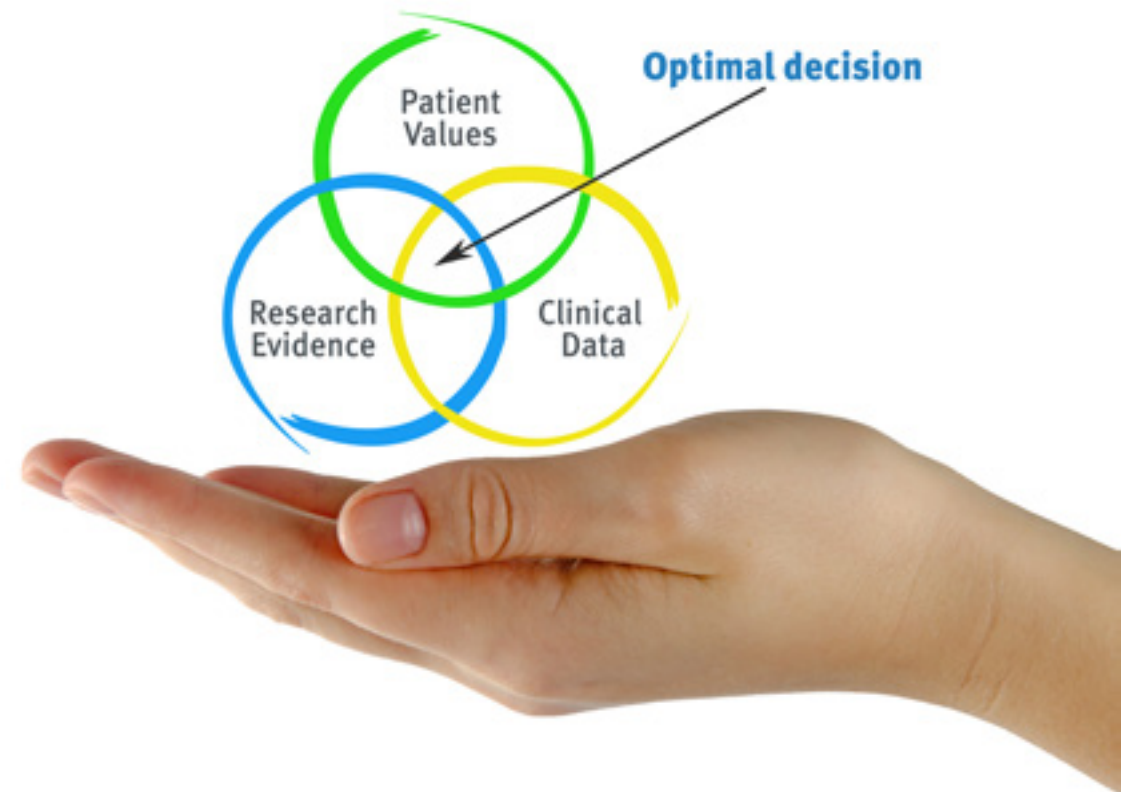 Optimal decision
Patient
Values
Research
Evidence
Clinical
Data